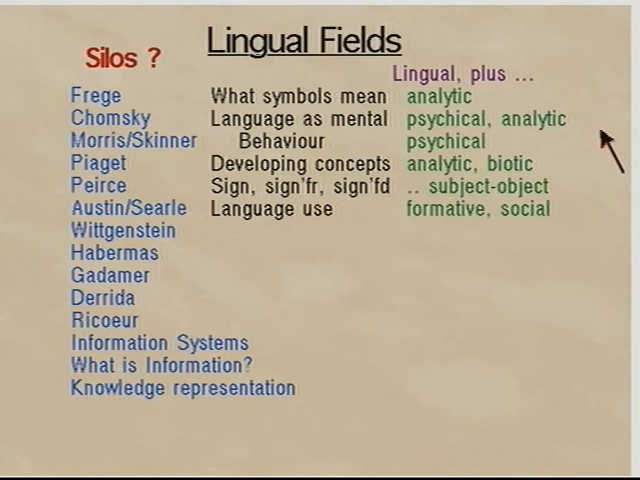 Silos ?
Lingual Fields
Lingual, plus ...
Frege What symbols mean analytic
Chomsky Language as mental psychical, analytic
Morris/Skinner Behaviour psychical
Piaget Developing concepts analytic, biotic
Peirce Sign, sign'fr, sign'fd .. subject-object
Austin/Searle Language use formative, social
Wittgenstein
Habermas
Gadamer
Derrida
Ricoeur
Information Systems
What is Information?
Knowledge representation